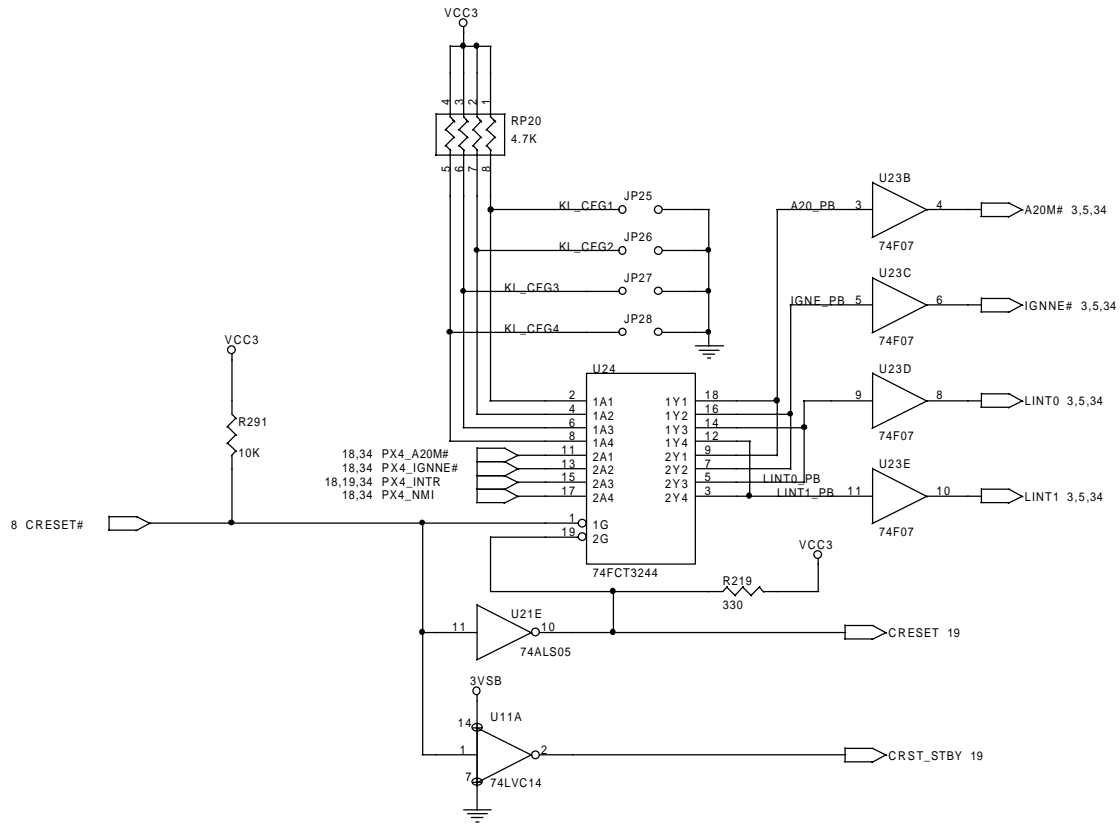 VCC3
4 3 2 1
RP20
4.7K
5 6 7 8
U23B
JP25
KI_CFG1
A20_PB 3 4 A20M# 3,5,34
JP26
KI_CFG2
74F07
U23C
JP27
KI_CFG3
IGNE_PB 5 6 IGNNE# 3,5,34
JP28
KI_CFG4
74F07
VCC3
U24
U23D
2 1A1 1Y1 18
9 8 LINT0 3,5,34
4 1A2 1Y2 16
R291
6 1A3 1Y3 14
8 1A4 1Y4 12
74F07
10K
18,34 PX4_A20M# 11 2A1 2Y1 9
18,34 PX4_IGNNE# 13 2A2 2Y2 7
U23E
18,19,34 PX4_INTR 15 2A3 2Y3 5 LINT0_PB
18,34 PX4_NMI 17 2A4 2Y4 3 LINT1_PB 11 10 LINT1 3,5,34
8 CRESET#
1 1G
19 2G
74F07
VCC3
74FCT3244
R219
330
U21E
11 10 CRESET 19
74ALS05
3VSB
14 U11A
1 2 CRST_STBY 19
7 74LVC14